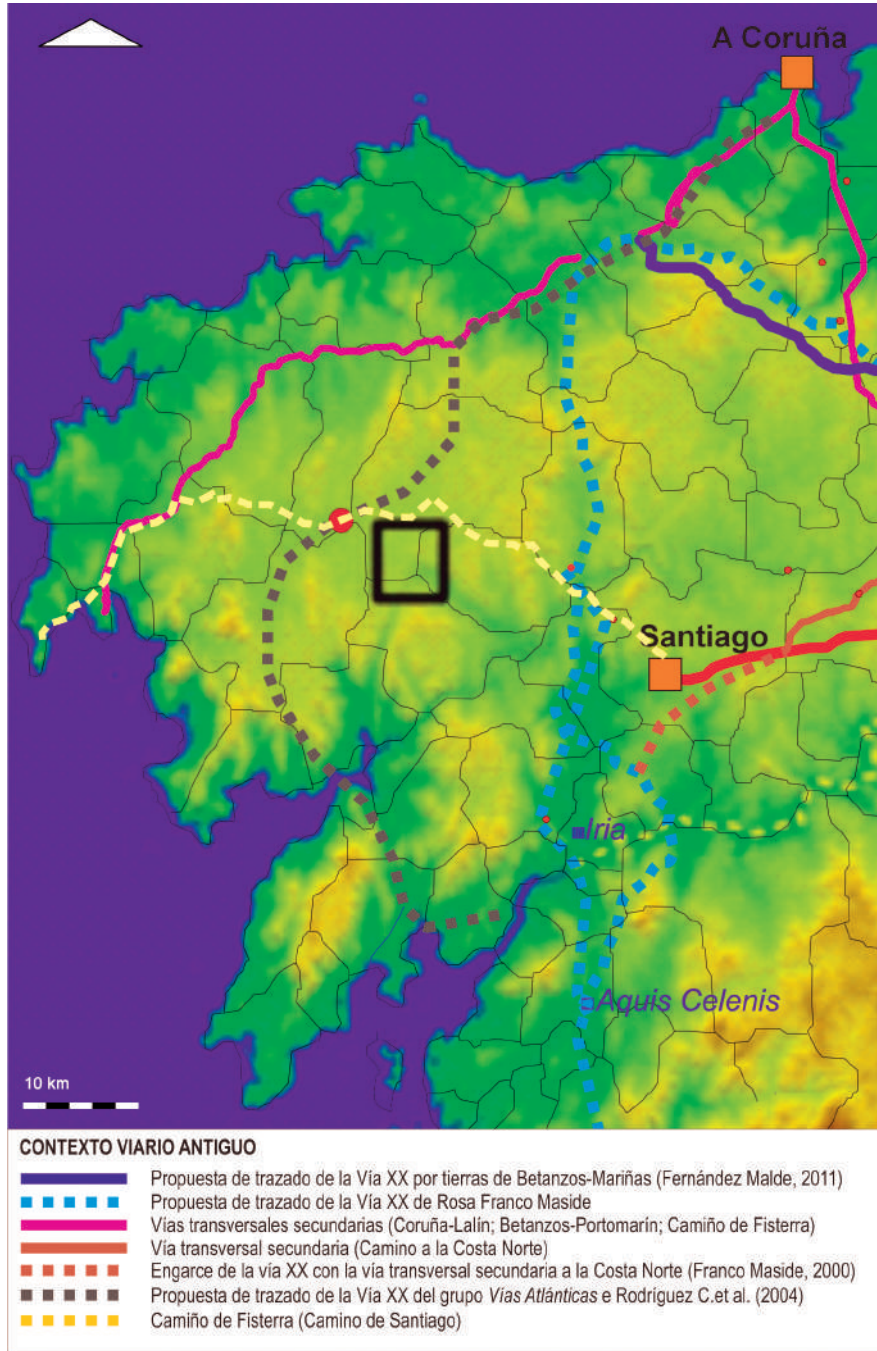 A Coruña
Santiago
Iria
Aquis Celenis
10 km
CONTEXTO VIARIO ANTIGUO
Propuesta de trazado de la Vía XX por tierras de Betanzos-Mariñas (Fernández Malde, 2011)
Propuesta de trazado de la Vía XX de Rosa Franco Maside
Vías transversales secundarias (Coruña-Lalín; Betanzos-Portomarín; Camiño de Fisterra)
Vía transversal secundaria (Camino a la Costa Norte)
Engarce de la vía XX con la vía transversal secundaria a la Costa Norte (Franco Maside, 2000)
Propuesta de trazado de la Vía XX del grupo Vías Atlánticas e Rodríguez C.et al. (2004)
Camiño de Fisterra (Camino de Santiago)